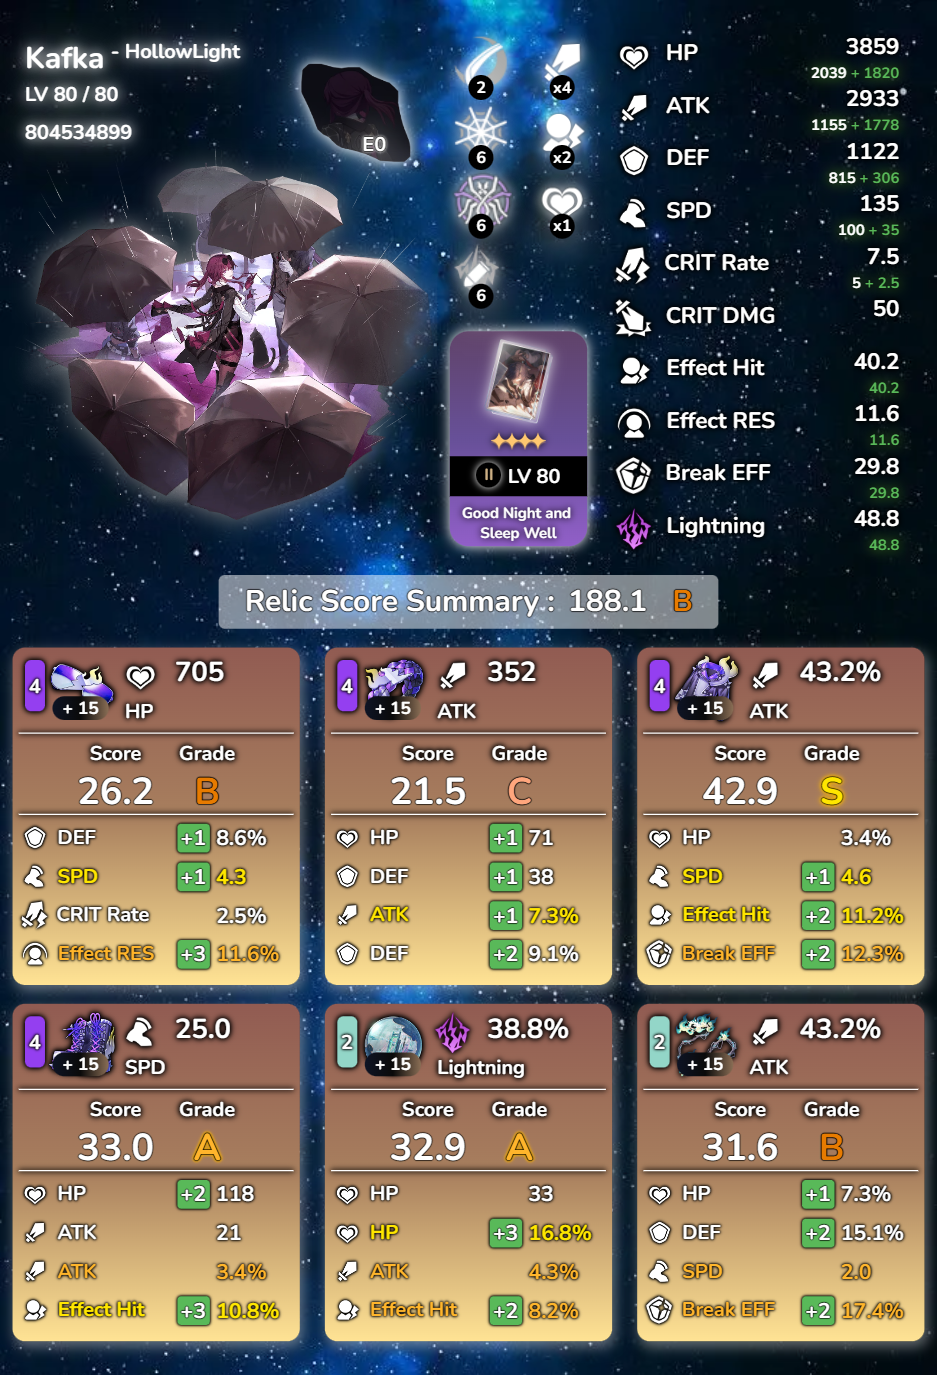 Kafka - HollowLight
LV 80 / 80
804534899
E0
2
x4
6
x2
6
x1
6
II LV 80
Good Night and
Sleep Well
HP 3859
2039 + 1820
ATK 2933
1155 + 1778
DEF 1122
815 + 306
SPD 135
100 + 35
CRIT Rate 7.5
5 + 2.5
CRIT DMG 50
Effect Hit 40.2
40.2
Effect RES 11.6
11.6
Break EFF 29.8
29.8
Lightning 48.8
48.8
Relic Score Summary : 188.1 B
4 + 15 705
HP
Score Grade
26.2 B
DEF +1 8.6%
SPD +1 4.3
CRIT Rate 2.5%
Effect RES +3 11.6%
4 + 15 352
ATK
Score Grade
21.5 C
HP +1 71
DEF +1 38
ATK +1 7.3%
DEF +2 9.1%
4 + 15 43.2%
ATK
Score Grade
42.9 S
HP 3.4%
SPD +1 4.6
Effect Hit +2 11.2%
Break EFF +2 12.3%
4 + 15 25.0
SPD
Score Grade
33.0 A
HP +2 118
ATK 21
ATK 3.4%
Effect Hit +3 10.8%
2 + 15 38.8%
Lightning
Score Grade
32.9 A
HP 33
HP +3 16.8%
ATK 4.3%
Effect Hit +2 8.2%
2 + 15 43.2%
ATK
Score Grade
31.6 B
HP +1 7.3%
DEF +2 15.1%
SPD 2.0
Break EFF +2 17.4%